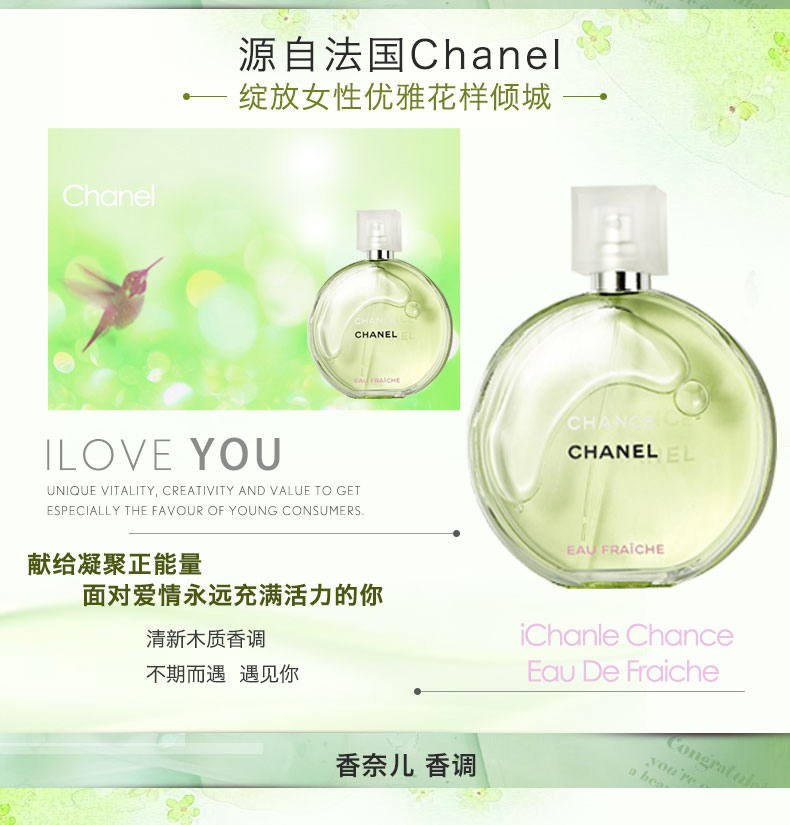 源自法国Chanel
绽放女性优雅花样倾城
Chanel
CHANCE
CHANEL
EAU FRAÎCHE
CHANCE
CHANEL
EAU FRAÎCHE
ILOVE YOU
UNIQUE VITALITY, CREATIVITY AND VALUE TO GET
ESPECIALLY THE FAVOUR OF YOUNG CONSUMERS.
献给凝聚正能量
面对爱情永远充满活力的你
清新木质香调
不期而遇 遇见你
iChanle Chance
Eau De Fraiche
香奈儿 香调